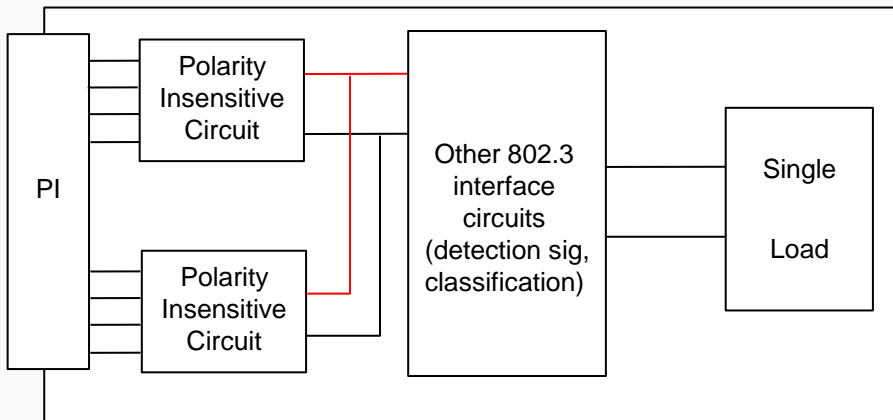 PI
Polarity
Insensitive
Circuit
Polarity
Insensitive
Circuit
Other 802.3
interface
circuits
(detection sig,
classification)
Single
Load